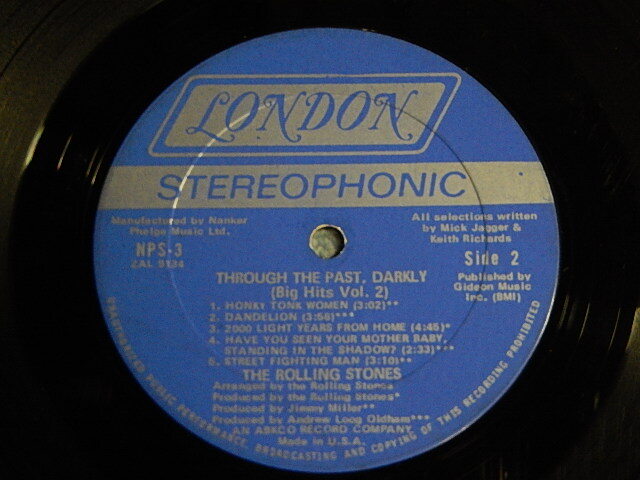 LONDON
STEREOPHONIC
Manufactured by Nanker
Phelge Music Ltd.
NPS-3
ZAL 9134
All selections written
by Mick Jagger &
Keith Richards
Side 2
Published by
Gideon Music
Inc. (BMI)
THROUGH THE PAST, DARKLY
(Big Hits Vol. 2)
1. HONKY TONK WOMEN (3:02)**
2. DANDELION (3:56)***
3. 2000 LIGHT YEARS FROM HOME (4:45)*
4. HAVE YOU SEEN YOUR MOTHER BABY,
STANDING IN THE SHADOW? (2:33)***
5. STREET FIGHTING MAN (3:10)**
THE ROLLING STONES
Arranged by the Rolling Stones
Produced by the Rolling Stones*
Produced by Jimmy Miller**
Produced by Andrew Loog Oldham***
AN ABKCO RECORD COMPANY
Made in U.S.A.
UNAUTHORIZED PUBLIC PERFORMANCE, BROADCASTING AND COPYING OF THIS RECORDING PROHIBITED